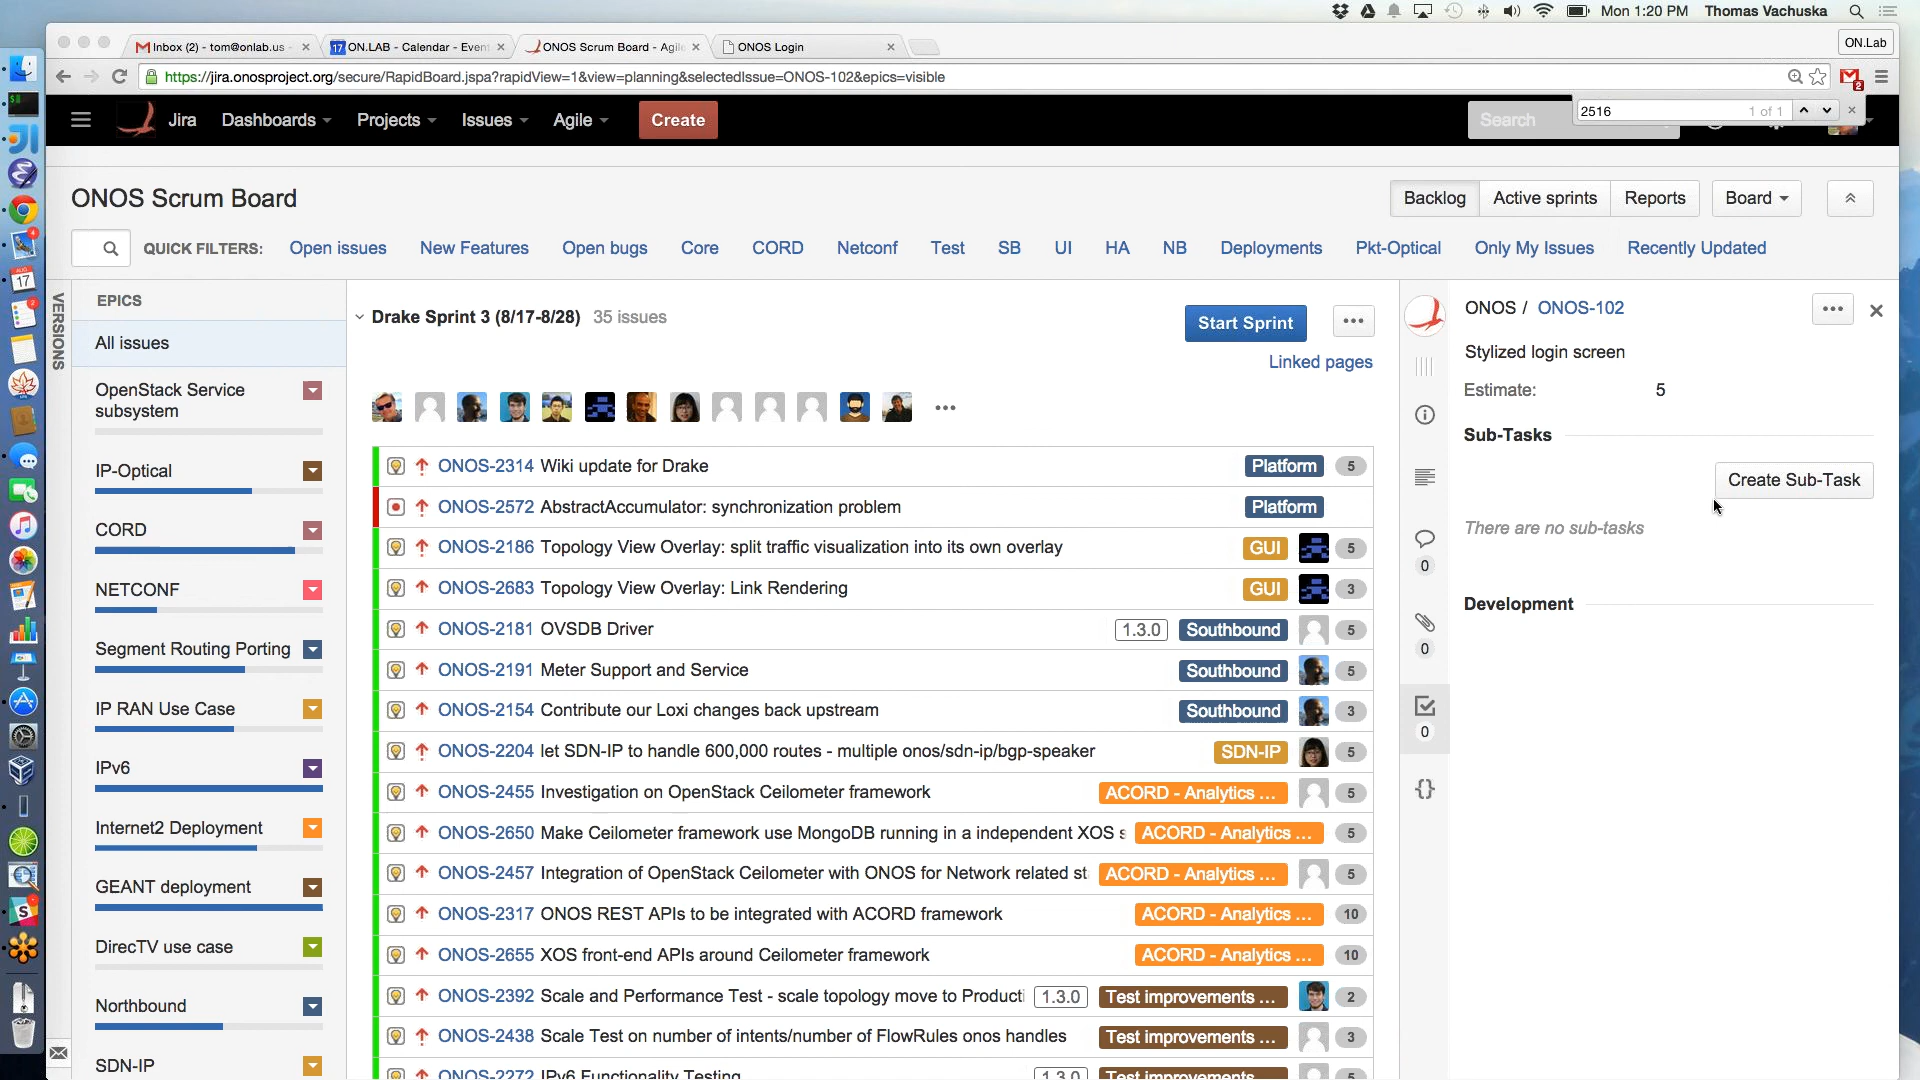 Mon 1:20 PM Thomas Vachuska
Inbox (2) - tom@onlab.us
ON.LAB - Calendar - Event
ONOS Scrum Board - Agile
ONOS Login
ON.Lab
https://jira.onosproject.org/secure/RapidBoard.jspa?rapidView=1&view=planning&selectedIssue=ONOS-102&epics=visible
2
Jira Dashboards Projects Issues Agile Create
Search
2516 1 of 1
ONOS Scrum Board
Backlog Active sprints Reports Board
QUICK FILTERS: Open issues New Features Open bugs Core CORD Netconf Test SB UI HA NB Deployments Pkt-Optical Only My Issues Recently Updated
VERSIONS
EPICS
All issues
OpenStack Service
subsystem
IP-Optical
CORD
NETCONF
Segment Routing Porting
IP RAN Use Case
IPv6
Internet2 Deployment
GEANT deployment
DirecTV use case
Northbound
SDN-IP
Drake Sprint 3 (8/17-8/28) 35 issues
Start Sprint
Linked pages
ONOS-2314 Wiki update for Drake Platform 5
ONOS-2572 AbstractAccumulator: synchronization problem Platform
ONOS-2186 Topology View Overlay: split traffic visualization into its own overlay GUI 5
ONOS-2683 Topology View Overlay: Link Rendering GUI 3
ONOS-2181 OVSDB Driver 1.3.0 Southbound 5
ONOS-2191 Meter Support and Service Southbound 5
ONOS-2154 Contribute our Loxi changes back upstream Southbound 3
ONOS-2204 let SDN-IP to handle 600,000 routes - multiple onos/sdn-ip/bgp-speaker SDN-IP 5
ONOS-2455 Investigation on OpenStack Ceilometer framework ACORD - Analytics ... 5
ONOS-2650 Make Ceilometer framework use MongoDB running in a independent XOS s ACORD - Analytics ... 5
ONOS-2457 Integration of OpenStack Ceilometer with ONOS for Network related st ACORD - Analytics ... 5
ONOS-2317 ONOS REST APIs to be integrated with ACORD framework ACORD - Analytics ... 10
ONOS-2655 XOS front-end APIs around Ceilometer framework ACORD - Analytics ... 10
ONOS-2392 Scale and Performance Test - scale topology move to Producti 1.3.0 Test improvements ... 2
ONOS-2438 Scale Test on number of intents/number of FlowRules onos handles Test improvements ... 3
ONOS-2272 IPv6 Functionality Testing 1.3.0 Test improvements ... 5
ONOS / ONOS-102
Stylized login screen
Estimate: 5
Sub-Tasks
Create Sub-Task
There are no sub-tasks
Development
0
0
0
AUG
17
4
2